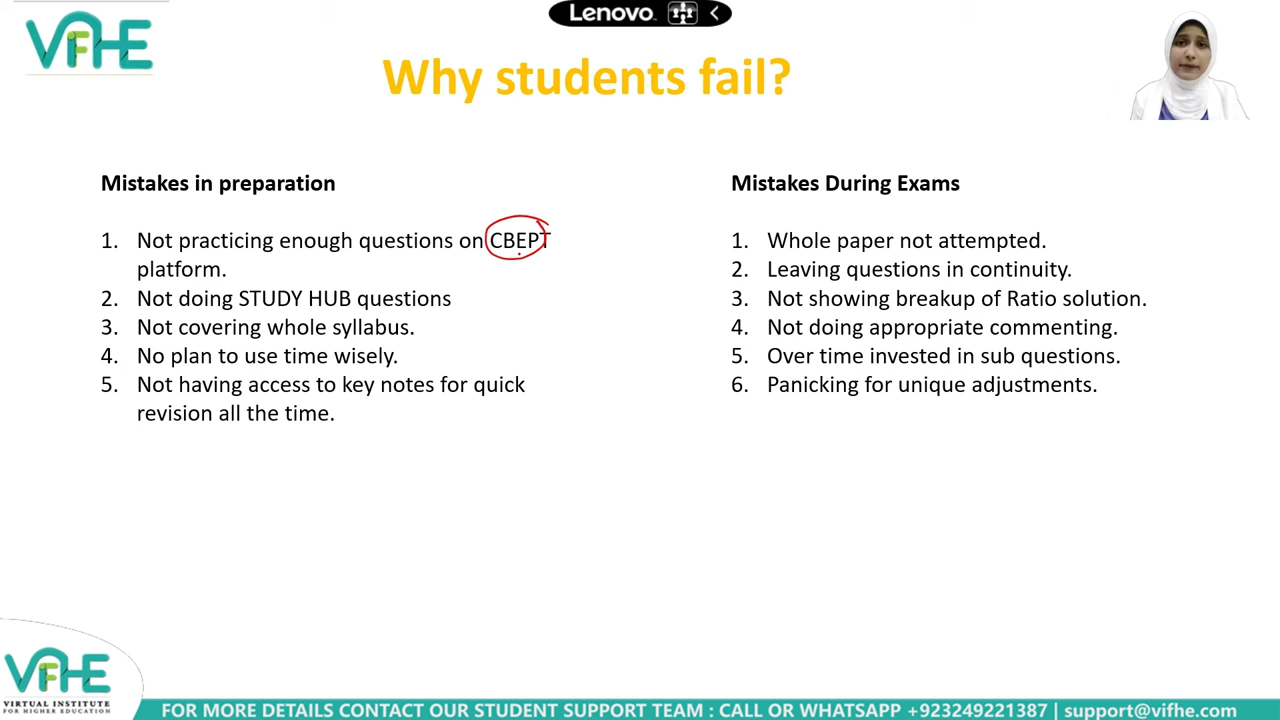 VIFHE
Lenovo
Why students fail?
Mistakes in preparation
1. Not practicing enough questions on CBEPT
platform.
2. Not doing STUDY HUB questions
3. Not covering whole syllabus.
4. No plan to use time wisely.
5. Not having access to key notes for quick
revision all the time.
Mistakes During Exams
1. Whole paper not attempted.
2. Leaving questions in continuity.
3. Not showing breakup of Ratio solution.
4. Not doing appropriate commenting.
5. Over time invested in sub questions.
6. Panicking for unique adjustments.
VIFHE
VIRTUAL INSTITUTE
FOR HIGHER EDUCATION
FOR MORE DETAILS CONTACT OUR STUDENT SUPPORT TEAM : CALL OR WHATSAPP +923249221387 | support@vifhe.com